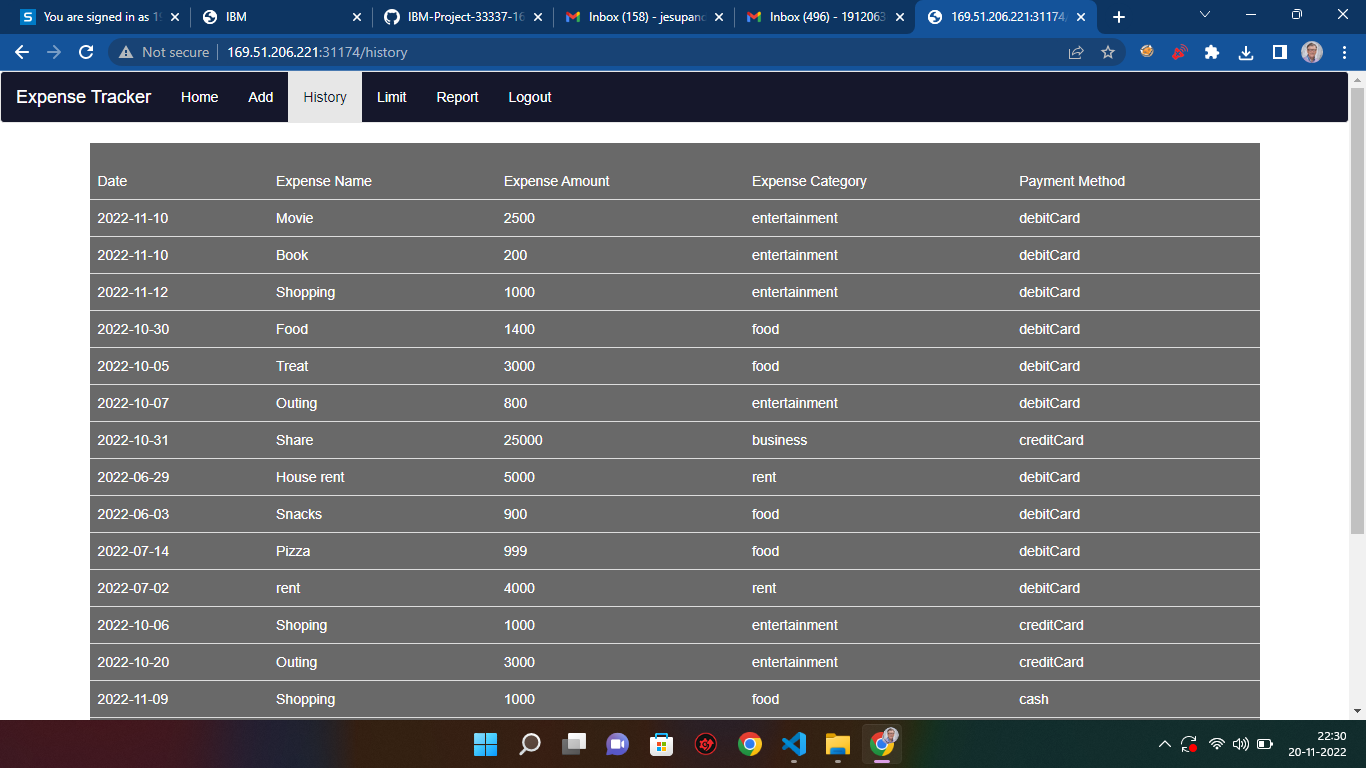 You are signed in as 19
IBM
IBM-Project-33337-16
Inbox (158) - jesupand
Inbox (496) - 1912063
169.51.206.221:31174/
Not secure 169.51.206.221:31174/history
Expense Tracker Home Add History Limit Report Logout
Date Expense Name Expense Amount Expense Category Payment Method
2022-11-10 Movie 2500 entertainment debitCard
2022-11-10 Book 200 entertainment debitCard
2022-11-12 Shopping 1000 entertainment debitCard
2022-10-30 Food 1400 food debitCard
2022-10-05 Treat 3000 food debitCard
2022-10-07 Outing 800 entertainment debitCard
2022-10-31 Share 25000 business creditCard
2022-06-29 House rent 5000 rent debitCard
2022-06-03 Snacks 900 food debitCard
2022-07-14 Pizza 999 food debitCard
2022-07-02 rent 4000 rent debitCard
2022-10-06 Shoping 1000 entertainment creditCard
2022-10-20 Outing 3000 entertainment creditCard
2022-11-09 Shopping 1000 food cash
22:30
20-11-2022